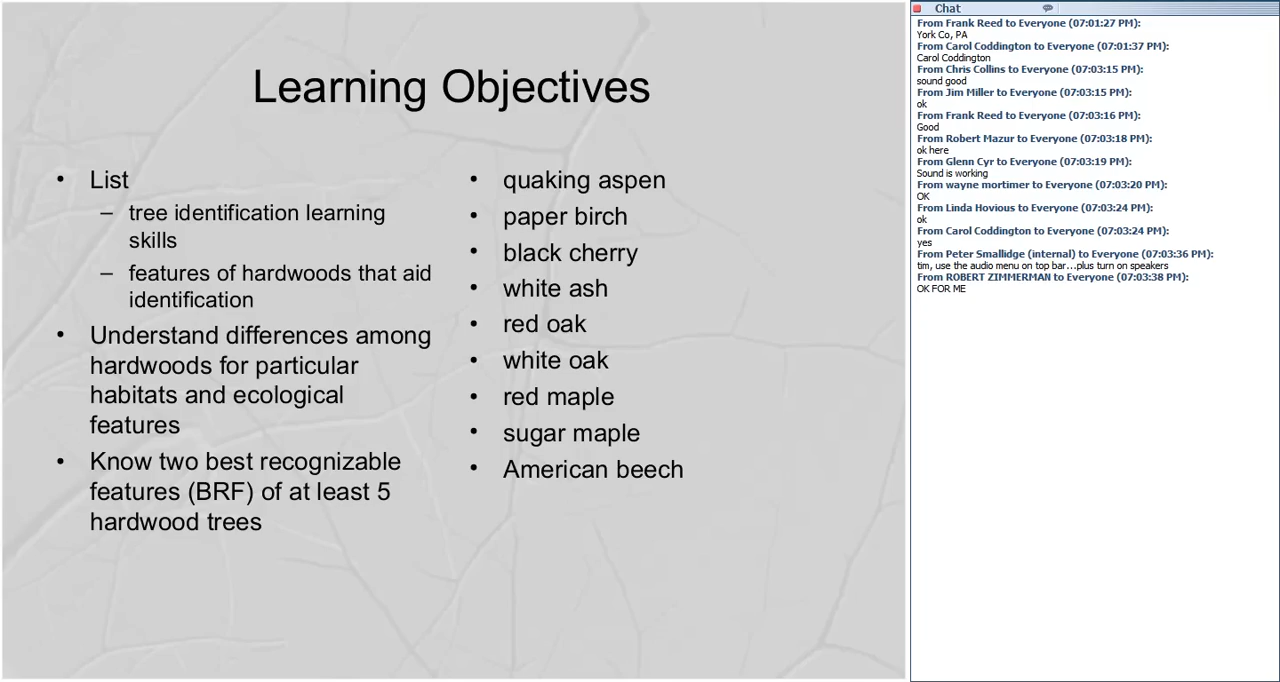 Learning Objectives
• List
– tree identification learning
skills
– features of hardwoods that aid
identification
• Understand differences among
hardwoods for particular
habitats and ecological
features
• Know two best recognizable
features (BRF) of at least 5
hardwood trees
• quaking aspen
• paper birch
• black cherry
• white ash
• red oak
• white oak
• red maple
• sugar maple
• American beech
Chat
From Frank Reed to Everyone (07:01:27 PM):
York Co, PA
From Carol Coddington to Everyone (07:01:37 PM):
Carol Coddington
From Chris Collins to Everyone (07:03:15 PM):
sound good
From Jim Miller to Everyone (07:03:15 PM):
ok
From Frank Reed to Everyone (07:03:16 PM):
Good
From Robert Mazur to Everyone (07:03:18 PM):
ok here
From Glenn Cyr to Everyone (07:03:19 PM):
Sound is working
From wayne mortimer to Everyone (07:03:20 PM):
OK
From Linda Hovious to Everyone (07:03:24 PM):
ok
From Carol Coddington to Everyone (07:03:24 PM):
yes
From Peter Smallidge (internal) to Everyone (07:03:36 PM):
tim, use the audio menu on top bar...plus turn on speakers
From ROBERT ZIMMERMAN to Everyone (07:03:38 PM):
OK FOR ME